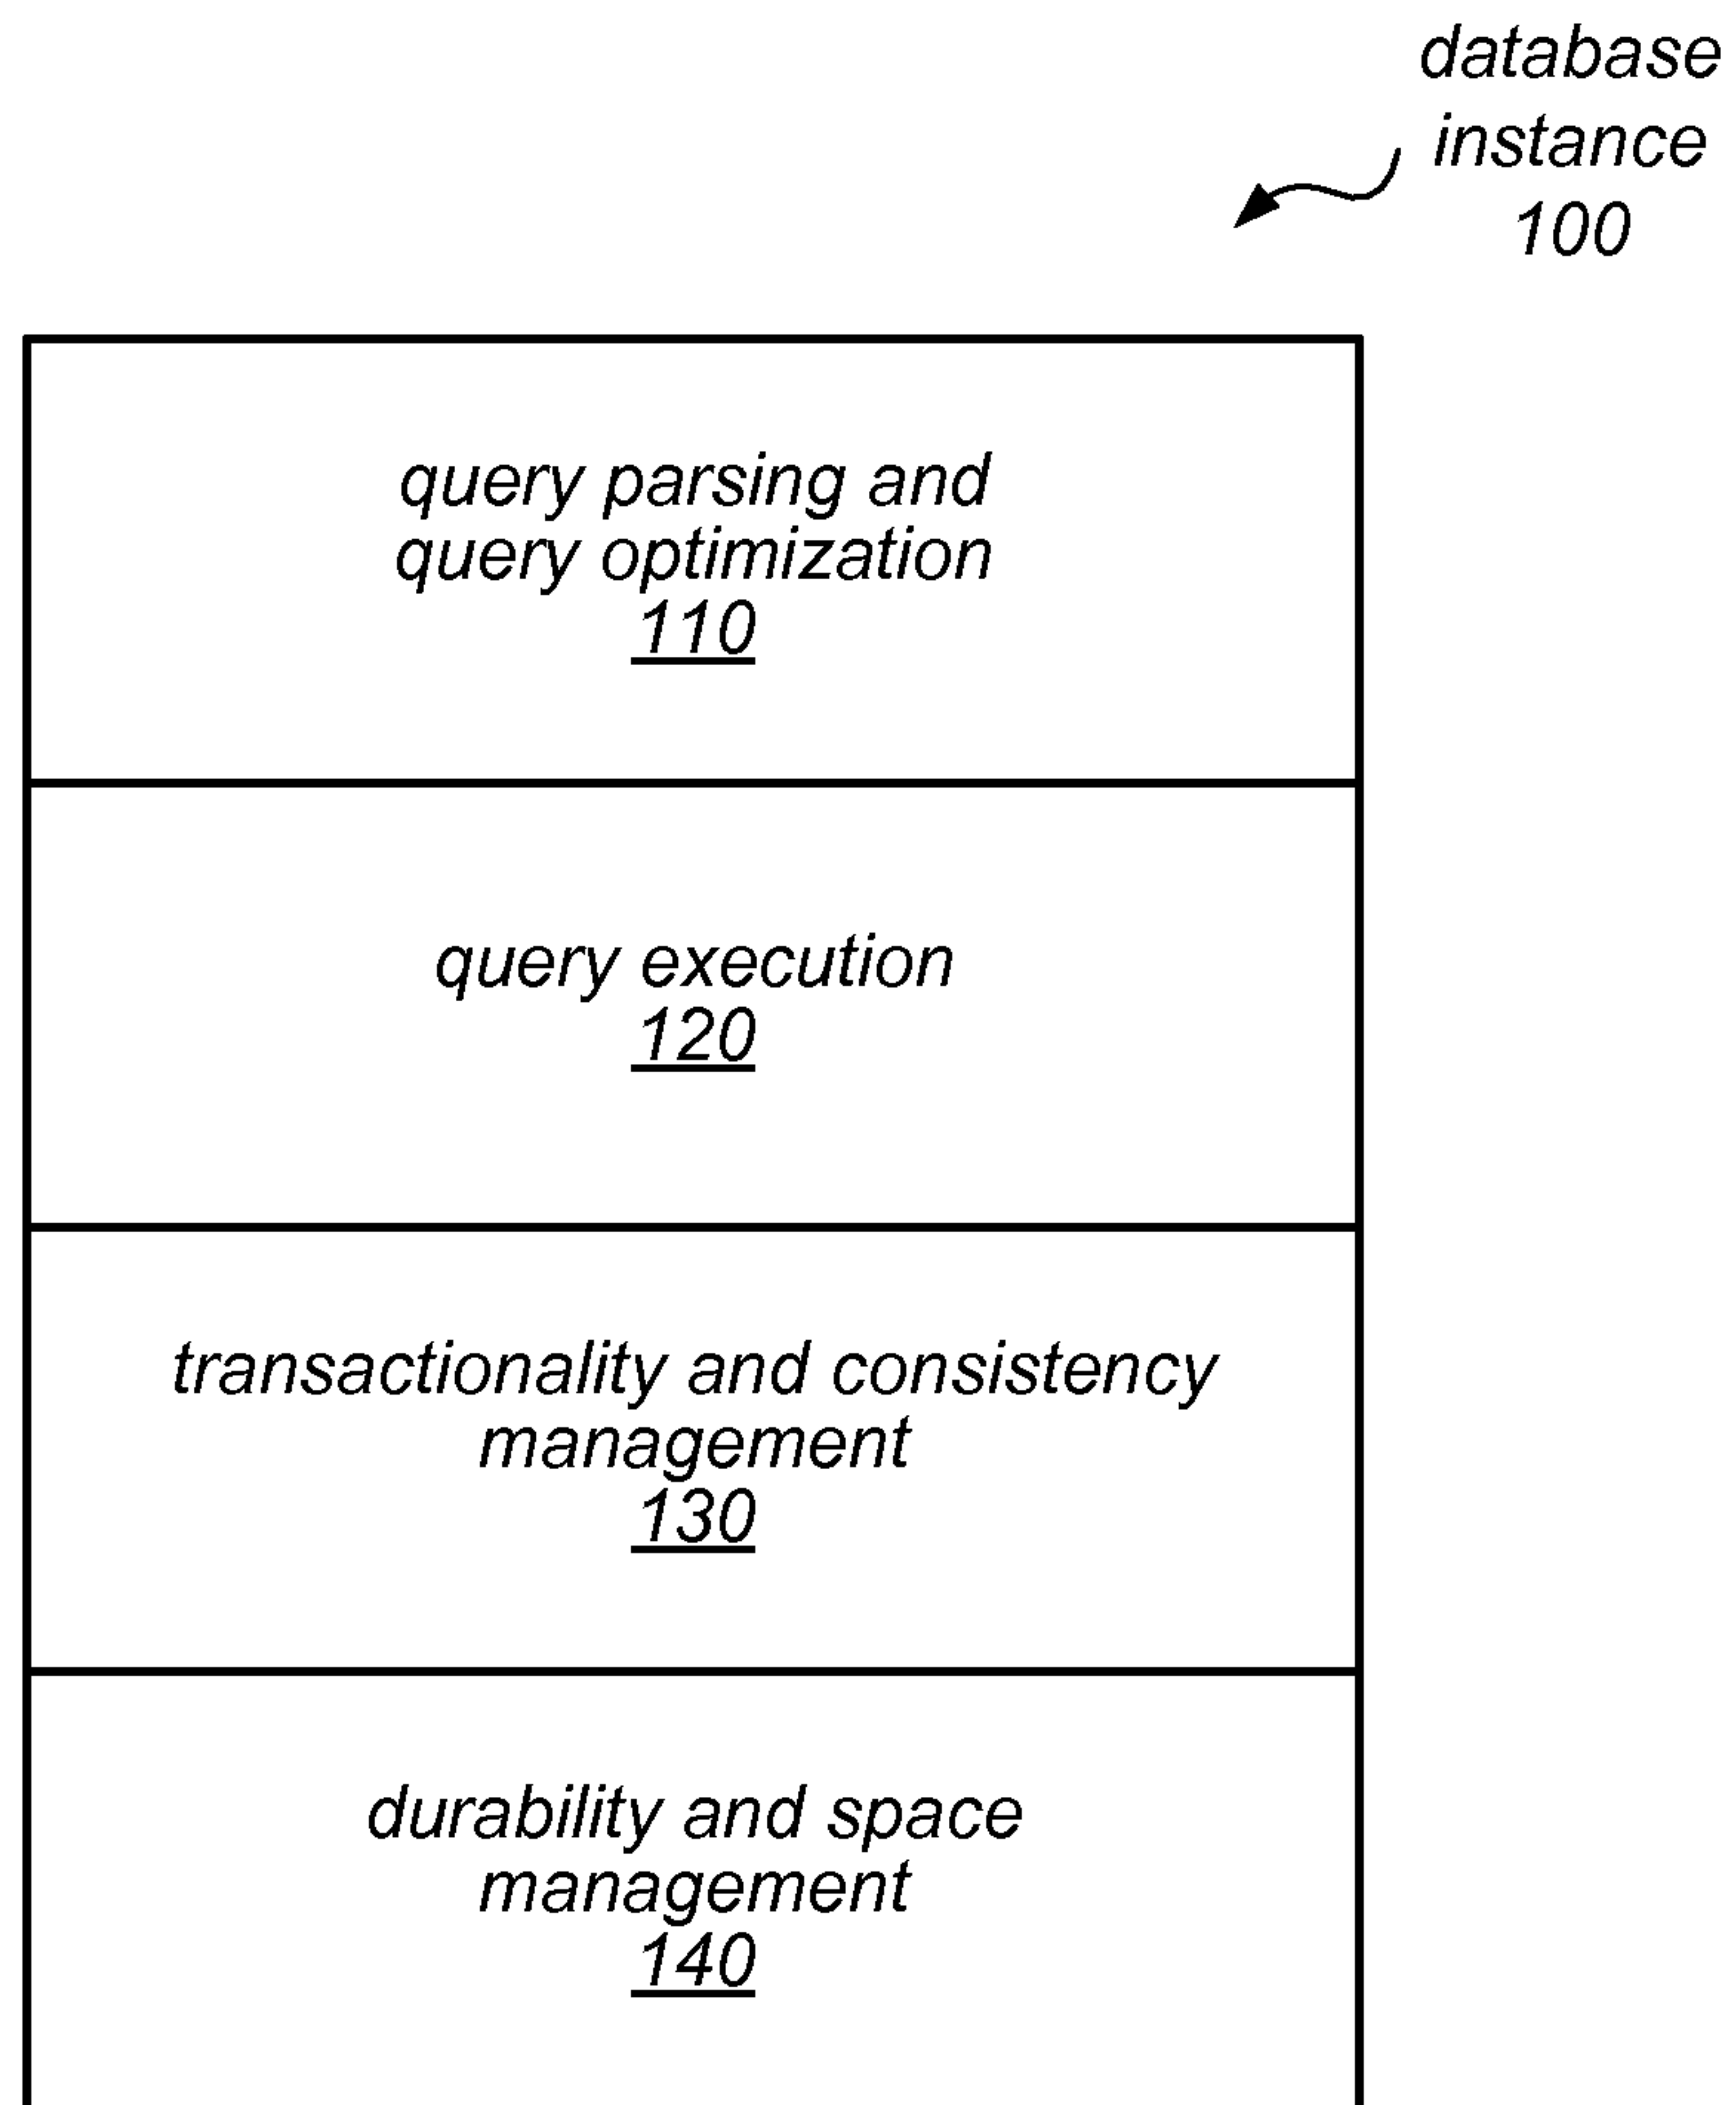 database
instance
100
query parsing and
query optimization
110
query execution
120
transactionality and consistency
management
130
durability and space
management
140